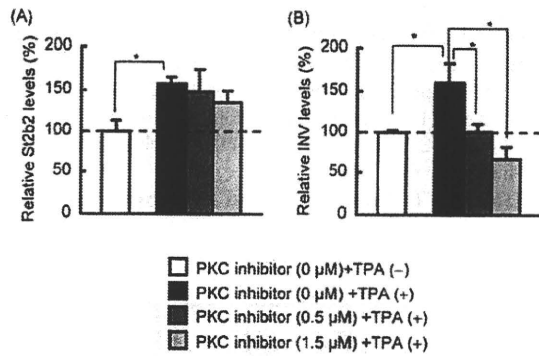 (A)
(B)
Relative St2b2 levels (%)
200
150
100
50
0
*
Relative INV levels (%)
200
150
100
50
0
*
*
*
PKC inhibitor (0 μM)+TPA (−)
PKC inhibitor (0 μM) +TPA (+)
PKC inhibitor (0.5 μM) +TPA (+)
PKC inhibitor (1.5 μM) +TPA (+)